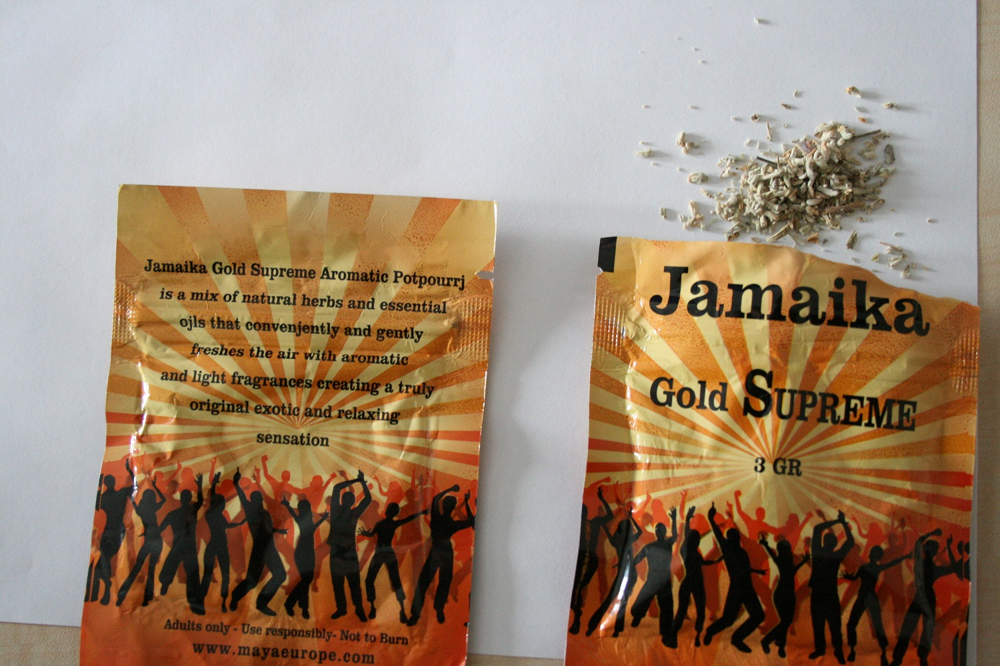 Jamaika Gold Supreme Aromatic Potpourrj
is a mix of natural herbs and essential
ojls that convenjently and gently
freshes the air with aromatic
and light fragrances creating a truly
original exotic and relaxing
sensation
Adults only - Use responsibly- Not to Burn
www.mayaeurope.com
Jamaika
Gold SUPREME
3 GR